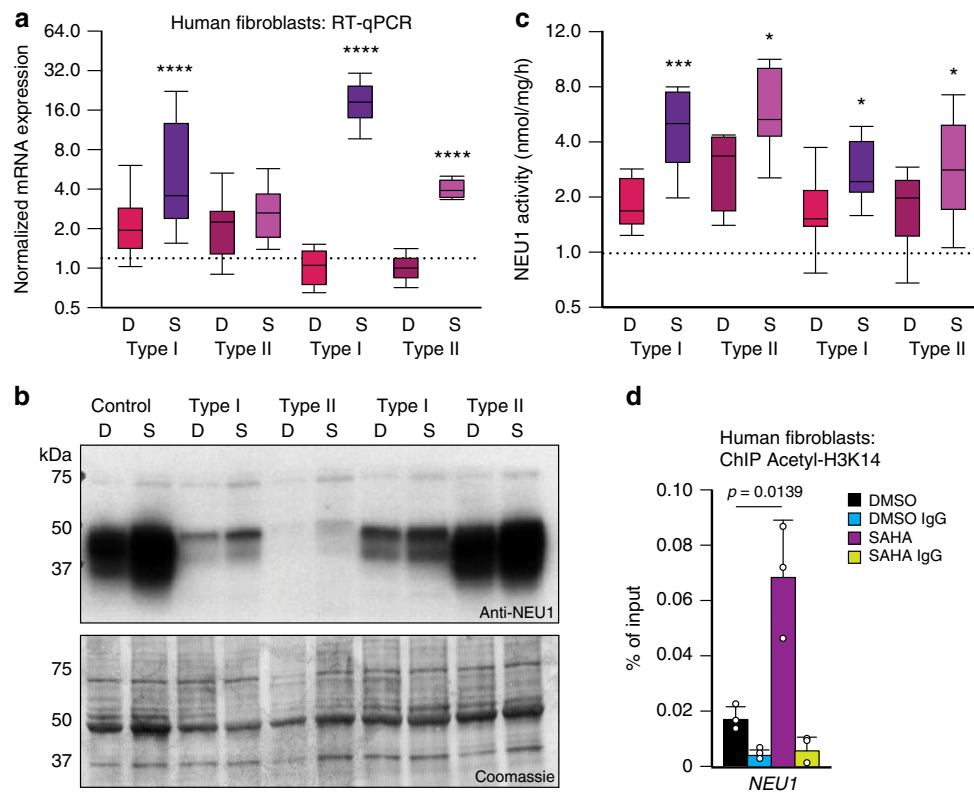 a
Human fibroblasts: RT-qPCR
Normalized mRNA expression
64.0
32.0
16.0
8.0
4.0
2.0
1.0
0.5
**** **** ****
D S D S D S D S
Type I Type II Type I Type II
c
NEU1 activity (nmol/mg/h)
12.0
8.0
4.0
2.0
1.0
0.5
*** * * *
D S D S D S D S
Type I Type II Type I Type II
b
Control Type I Type II Type I Type II
D S D S D S D S D S
kDa
75
50
37
Anti-NEU1
75
50
37
Coomassie
d
Human fibroblasts:
ChIP Acetyl-H3K14
p = 0.0139
DMSO
DMSO IgG
SAHA
SAHA IgG
% of input
0.10
0.08
0.06
0.04
0.02
0
NEU1